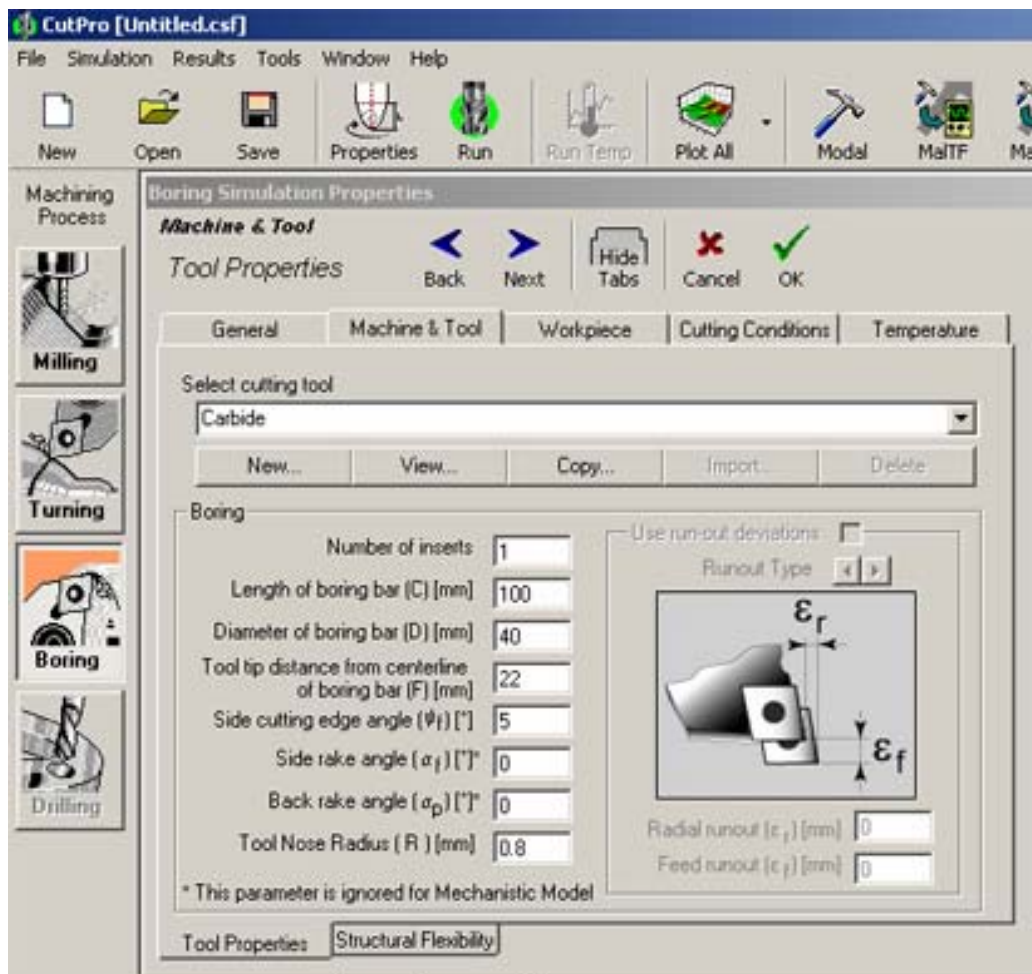 CutPro [Untitled.csf]
File Simulation Results Tools Window Help
New Open Save Properties Run Run Temp Plot All Modal MalTF
Machining
Process
Milling
Turning
Boring
Drilling
Boring Simulation Properties
Machine & Tool
Tool Properties
Back Next Hide Tabs Cancel OK
General Machine & Tool Workpiece Cutting Conditions Temperature
Select cutting tool
Carbide
New... View... Copy... Import... Delete
Boring
Number of inserts 1
Length of boring bar (C) [mm] 100
Diameter of boring bar (D) [mm] 40
Tool tip distance from centerline
of boring bar (F) [mm] 22
Side cutting edge angle (ψf) [°] 5
Side rake angle (αf) [°]* 0
Back rake angle (αp) [°]* 0
Tool Nose Radius ( R ) [mm] 0.8
* This parameter is ignored for Mechanistic Model
Use run-out deviations
Runout Type
εr
εf
Radial runout (εr) [mm] 0
Feed runout (εf) [mm] 0
Tool Properties Structural Flexibility